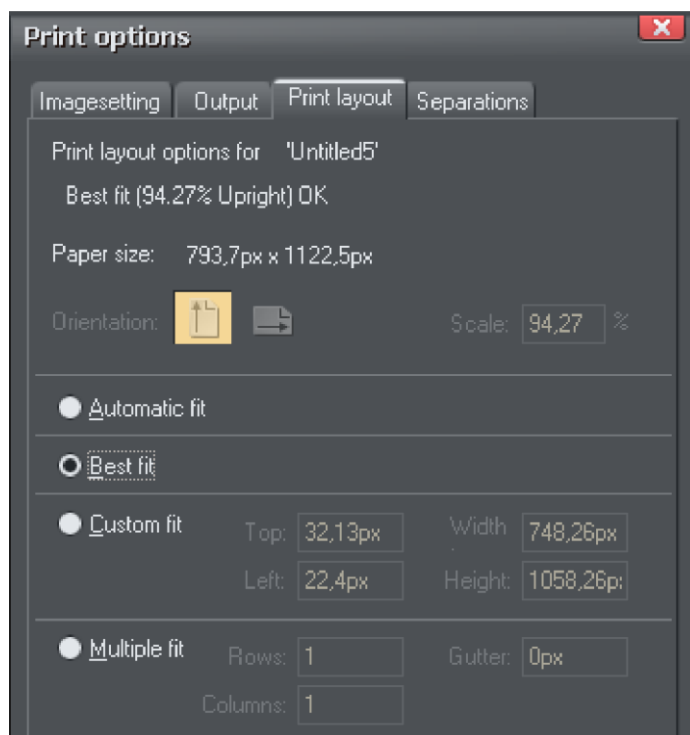 Print options
Imagesetting Output Print layout Separations
Print layout options for 'Untitled5'
Best fit (94.27% Upright) OK
Paper size: 793,7px x 1122,5px
Orientation: Scale: 94,27 %
Automatic fit
Best fit
Custom fit Top: 32,13px Width 748,26px
Left: 22,4px Height: 1058,26p
Multiple fit Rows: 1 Gutter: 0px
Columns: 1